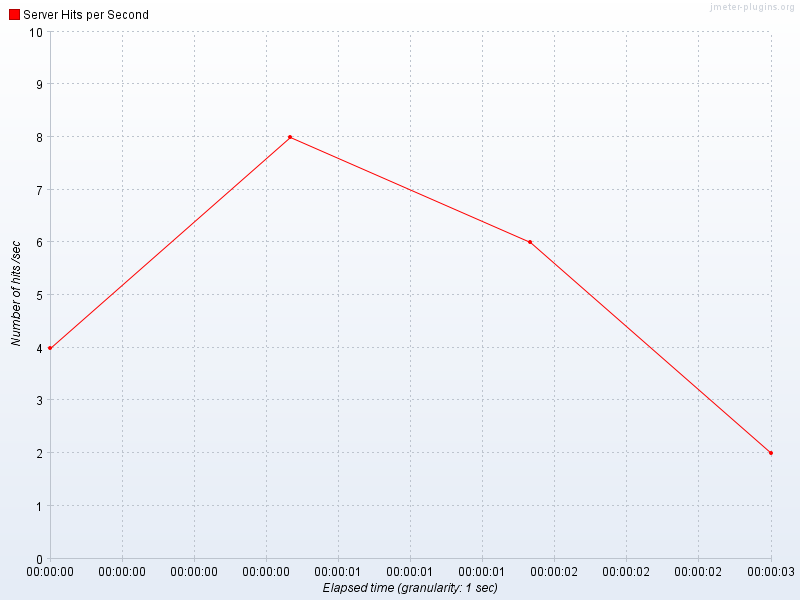 jmeter-plugins.org
Server Hits per Second
10
9
8
7
6
5
4
3
2
1
0
Number of hits /sec
00:00:00 00:00:00 00:00:00 00:00:00 00:00:01 00:00:01 00:00:01 00:00:02 00:00:02 00:00:02 00:00:03
Elapsed time (granularity: 1 sec)